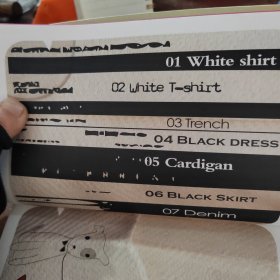 01 White shirt
02 White T-shirt
03 Trench
04 BLACK DRESS
05 Cardigan
06 BLACK SKIRT
07 Denim